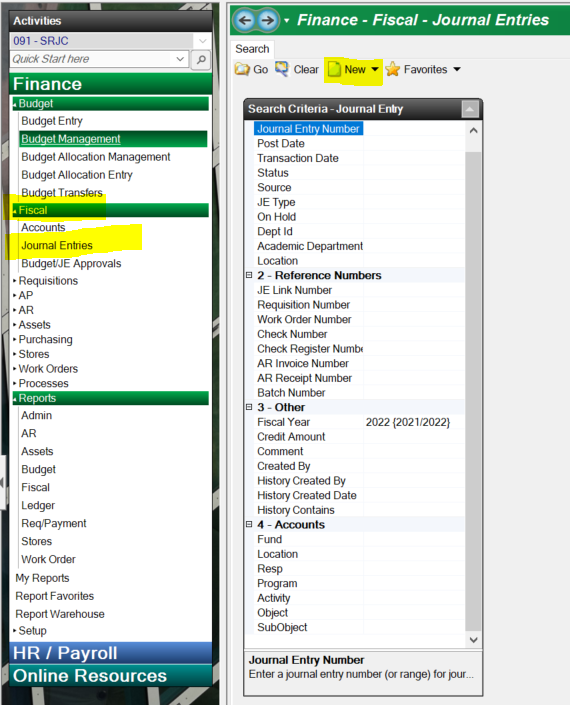 Activities
091 - SRJC
Quick Start here
Finance
Budget
Budget Entry
Budget Management
Budget Allocation Management
Budget Allocation Entry
Budget Transfers
Fiscal
Accounts
Journal Entries
Budget/JE Approvals
Requisitions
AP
AR
Assets
Purchasing
Stores
Work Orders
Processes
Reports
Admin
AR
Assets
Budget
Fiscal
Ledger
Req/Payment
Stores
Work Order
My Reports
Report Favorites
Report Warehouse
Setup
HR / Payroll
Online Resources
Finance - Fiscal - Journal Entries
Search
Go Clear New Favorites
Search Criteria - Journal Entry
Journal Entry Number
Post Date
Transaction Date
Status
Source
JE Type
On Hold
Dept Id
Academic Department
Location
2 - Reference Numbers
JE Link Number
Requisition Number
Work Order Number
Check Number
Check Register Numbe
AR Invoice Number
AR Receipt Number
Batch Number
3 - Other
Fiscal Year 2022 {2021/2022}
Credit Amount
Comment
Created By
History Created By
History Created Date
History Contains
4 - Accounts
Fund
Location
Resp
Program
Activity
Object
SubObject
Journal Entry Number
Enter a journal entry number (or range) for jour...